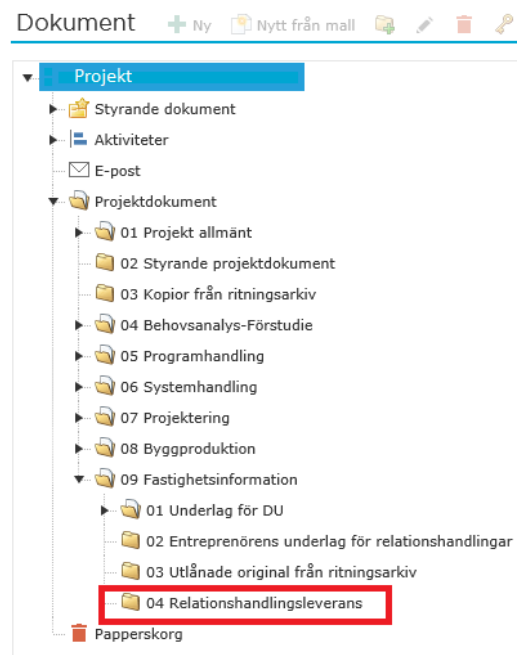 Dokument Ny Nytt från mall
Projekt
Styrande dokument
Aktiviteter
E-post
Projektdokument
01 Projekt allmänt
02 Styrande projektdokument
03 Kopior från ritningsarkiv
04 Behovsanalys-Förstudie
05 Programhandling
06 Systemhandling
07 Projektering
08 Byggproduktion
09 Fastighetsinformation
01 Underlag för DU
02 Entreprenörens underlag för relationshandlingar
03 Utlånade original från ritningsarkiv
04 Relationshandlingsleverans
Papperskorg